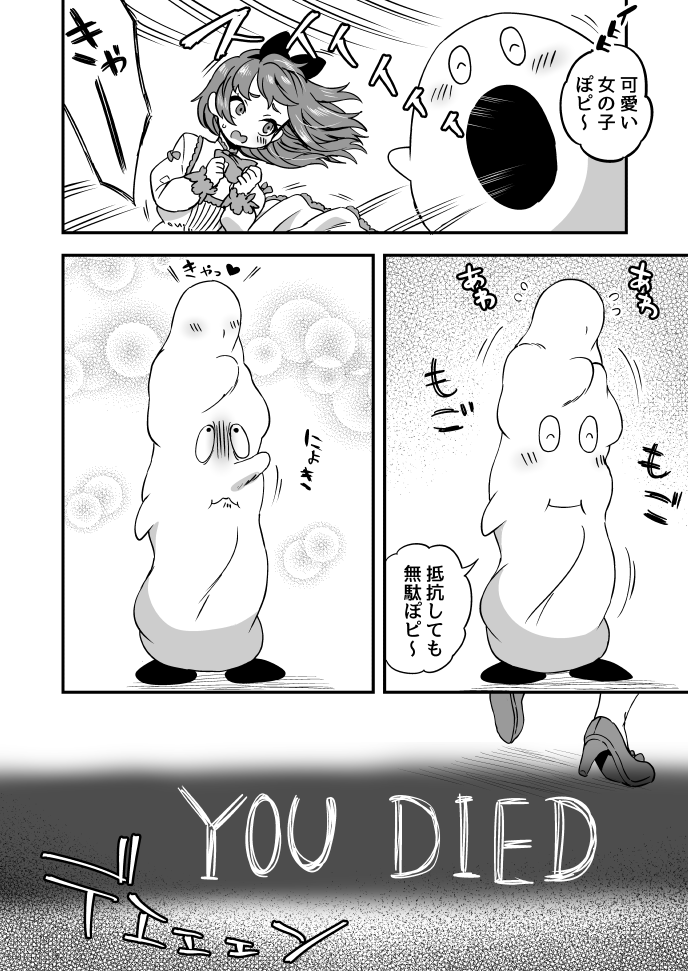 可愛い
女の子
ぽピ～
スイイイイイ
きゃ
あわ
あわ
もご
もご
抵抗しても
無駄ぽピ～
きゃっ♥
にょき
YOU DIED
デエェェェン